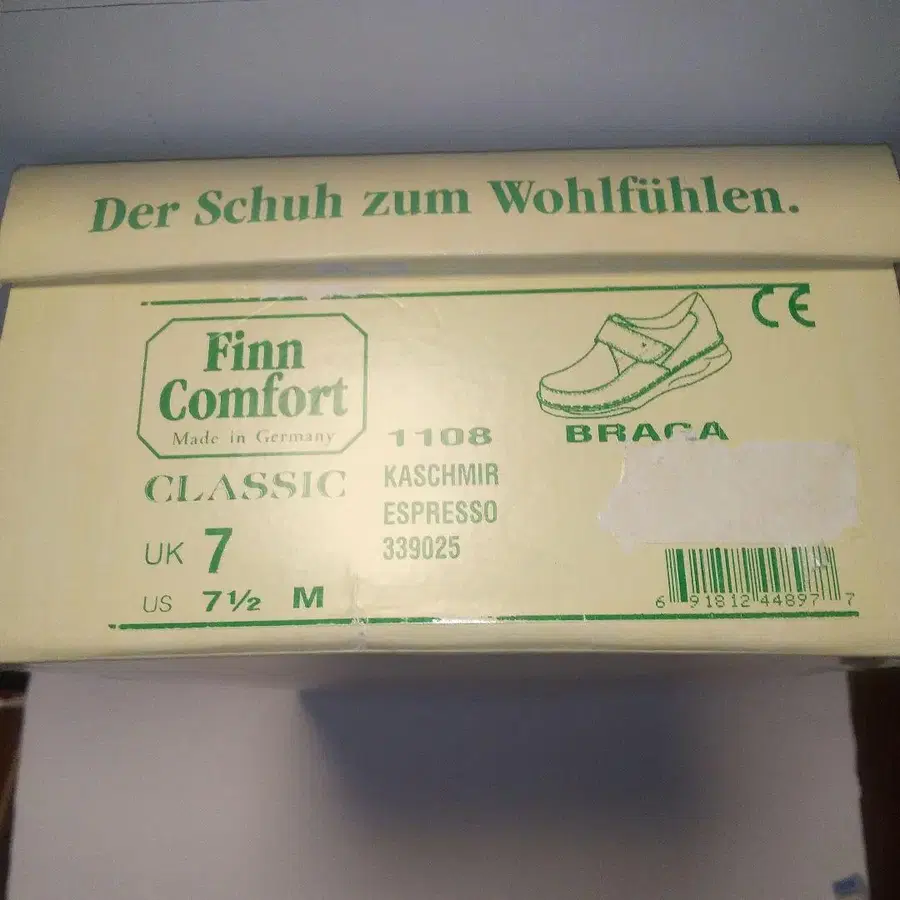 Der Schuh zum Wohlfühlen.
CE
Finn
Comfort
Made in Germany
CLASSIC
UK 7
US 7½ M
1108
KASCHMIR
ESPRESSO
339025
BRAGA
6 91812 44897 7